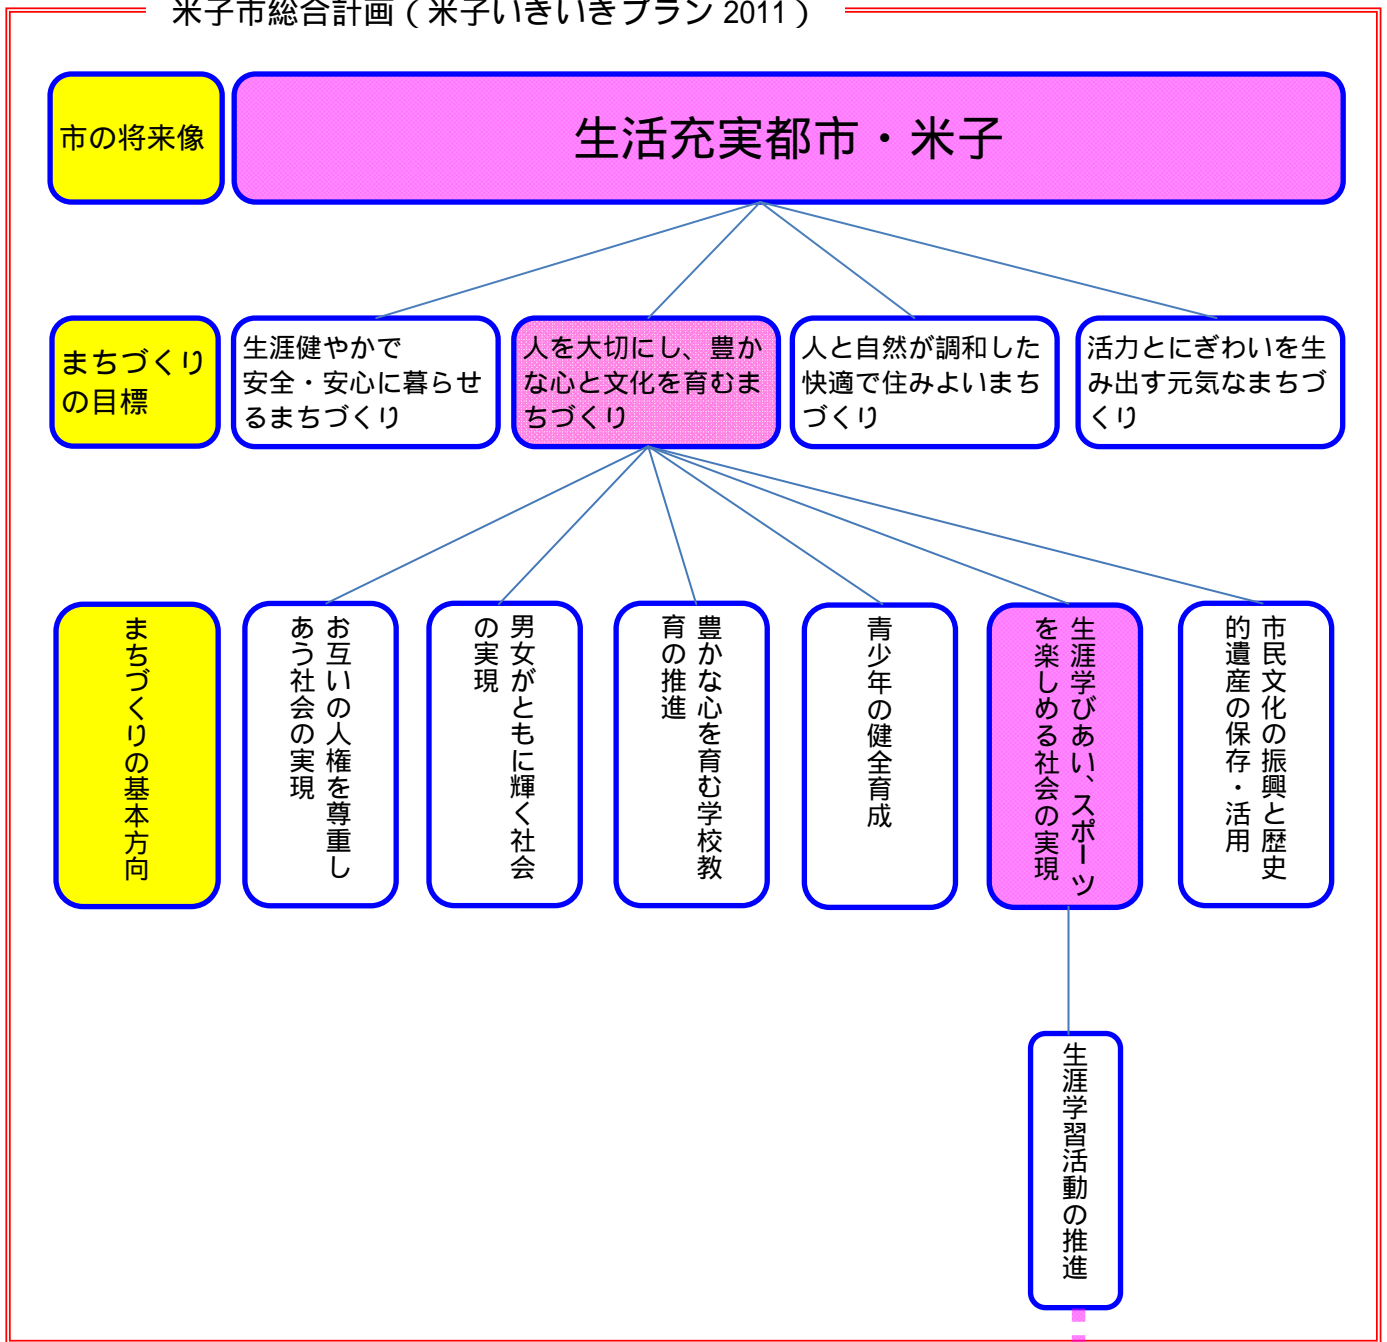 米子市総合計画（米子いきいきプラン 2011）
市の将来像
生活充実都市・米子
まちづくり
の目標
生涯健やかで
安全・安心に暮らせ
るまちづくり
人を大切にし、豊か
な心と文化を育むま
ちづくり
人と自然が調和した
快適で住みよいまち
づくり
活力とにぎわいを生
み出す元気なまちづ
くり
まちづくりの基本方向
お互いの人権を尊重し
あう社会の実現
男女がともに輝く社会
の実現
豊かな心を育む学校教
育の推進
青少年の健全育成
生涯学びあい、スポーツ
を楽しめる社会の実現
市民文化の振興と歴史
的遺産の保存・活用
生涯学習活動の推進